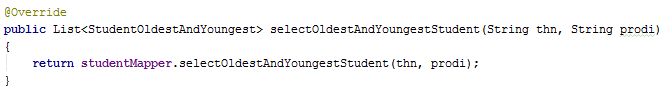 @Override
public List<StudentOldestAndYoungest> selectOldestAndYoungestStudent(String thn, String prodi)
{
    return studentMapper.selectOldestAndYoungestStudent(thn, prodi);
}